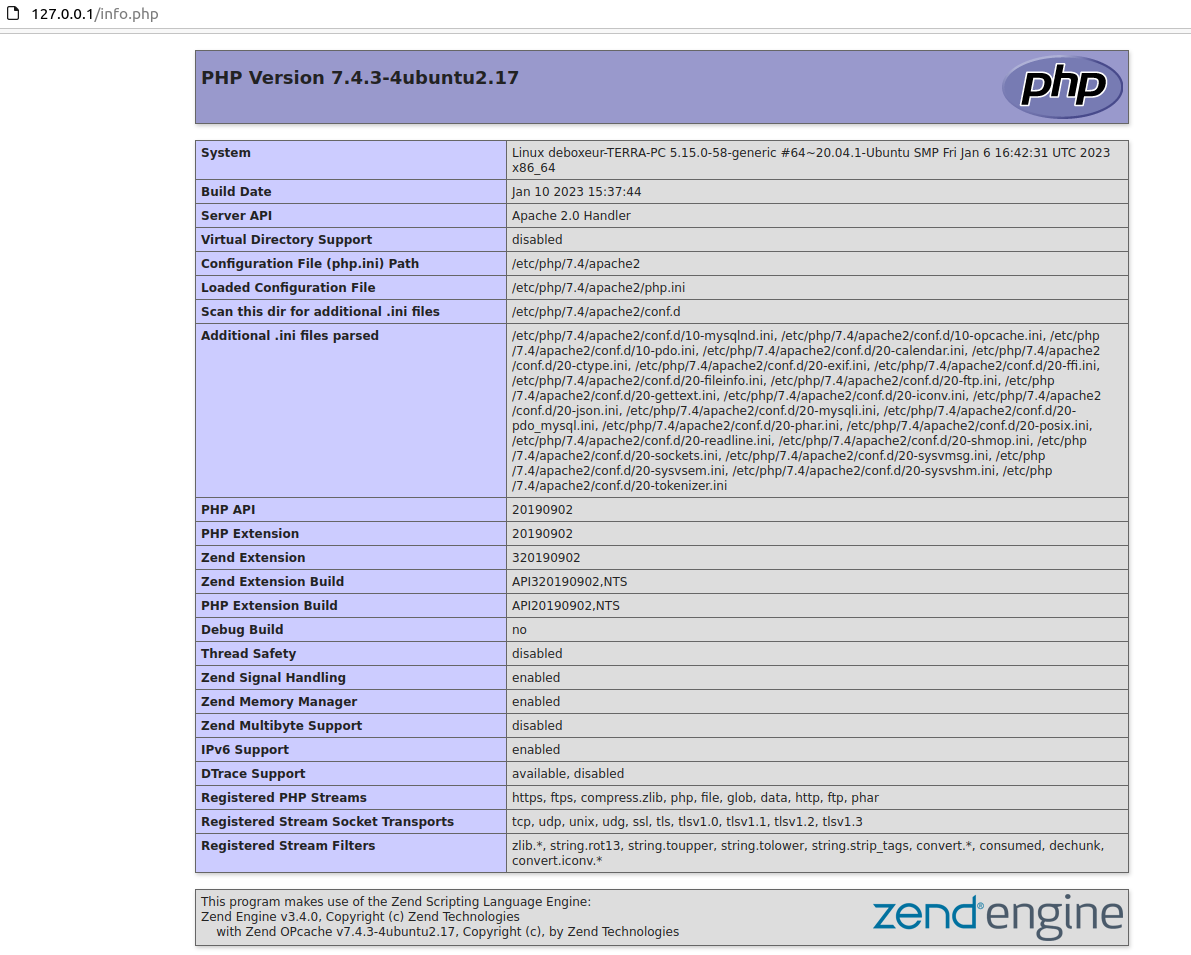 127.0.0.1/info.php
PHP Version 7.4.3-4ubuntu2.17
php
System Linux deboxeur-TERRA-PC 5.15.0-58-generic #64~20.04.1-Ubuntu SMP Fri Jan 6 16:42:31 UTC 2023
x86_64
Build Date Jan 10 2023 15:37:44
Server API Apache 2.0 Handler
Virtual Directory Support disabled
Configuration File (php.ini) Path /etc/php/7.4/apache2
Loaded Configuration File /etc/php/7.4/apache2/php.ini
Scan this dir for additional .ini files /etc/php/7.4/apache2/conf.d
Additional .ini files parsed /etc/php/7.4/apache2/conf.d/10-mysqlnd.ini, /etc/php/7.4/apache2/conf.d/10-opcache.ini, /etc/php
/7.4/apache2/conf.d/10-pdo.ini, /etc/php/7.4/apache2/conf.d/20-calendar.ini, /etc/php/7.4/apache2
/conf.d/20-ctype.ini, /etc/php/7.4/apache2/conf.d/20-exif.ini, /etc/php/7.4/apache2/conf.d/20-ffi.ini,
/etc/php/7.4/apache2/conf.d/20-fileinfo.ini, /etc/php/7.4/apache2/conf.d/20-ftp.ini, /etc/php
/7.4/apache2/conf.d/20-gettext.ini, /etc/php/7.4/apache2/conf.d/20-iconv.ini, /etc/php/7.4/apache2
/conf.d/20-json.ini, /etc/php/7.4/apache2/conf.d/20-mysqli.ini, /etc/php/7.4/apache2/conf.d/20-
pdo_mysql.ini, /etc/php/7.4/apache2/conf.d/20-phar.ini, /etc/php/7.4/apache2/conf.d/20-posix.ini,
/etc/php/7.4/apache2/conf.d/20-readline.ini, /etc/php/7.4/apache2/conf.d/20-shmop.ini, /etc/php
/7.4/apache2/conf.d/20-sockets.ini, /etc/php/7.4/apache2/conf.d/20-sysvmsg.ini, /etc/php
/7.4/apache2/conf.d/20-sysvsem.ini, /etc/php/7.4/apache2/conf.d/20-sysvshm.ini, /etc/php
/7.4/apache2/conf.d/20-tokenizer.ini
PHP API 20190902
PHP Extension 20190902
Zend Extension 320190902
Zend Extension Build API320190902,NTS
PHP Extension Build API20190902,NTS
Debug Build no
Thread Safety disabled
Zend Signal Handling enabled
Zend Memory Manager enabled
Zend Multibyte Support disabled
IPv6 Support enabled
DTrace Support available, disabled
Registered PHP Streams https, ftps, compress.zlib, php, file, glob, data, http, ftp, phar
Registered Stream Socket Transports tcp, udp, unix, udg, ssl, tls, tlsv1.0, tlsv1.1, tlsv1.2, tlsv1.3
Registered Stream Filters zlib.*, string.rot13, string.toupper, string.tolower, string.strip_tags, convert.*, consumed, dechunk,
convert.iconv.*
This program makes use of the Zend Scripting Language Engine:
Zend Engine v3.4.0, Copyright (c) Zend Technologies
with Zend OPcache v7.4.3-4ubuntu2.17, Copyright (c), by Zend Technologies
zend® engine